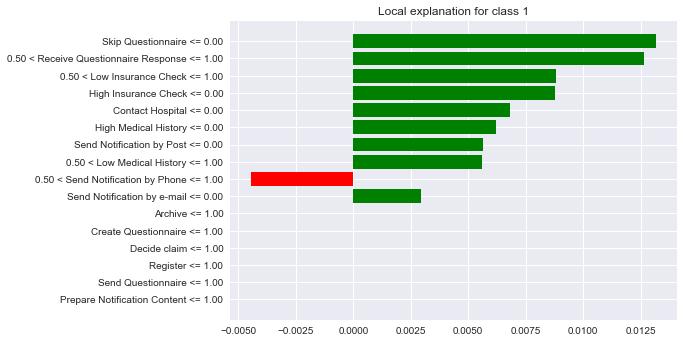 Local explanation for class 1
Skip Questionnaire <= 0.00
0.50 < Receive Questionnaire Response <= 1.00
0.50 < Low Insurance Check <= 1.00
High Insurance Check <= 0.00
Contact Hospital <= 0.00
High Medical History <= 0.00
Send Notification by Post <= 0.00
0.50 < Low Medical History <= 1.00
0.50 < Send Notification by Phone <= 1.00
Send Notification by e-mail <= 0.00
Archive <= 1.00
Create Questionnaire <= 1.00
Decide claim <= 1.00
Register <= 1.00
Send Questionnaire <= 1.00
Prepare Notification Content <= 1.00
−0.0050 −0.0025 0.0000 0.0025 0.0050 0.0075 0.0100 0.0125